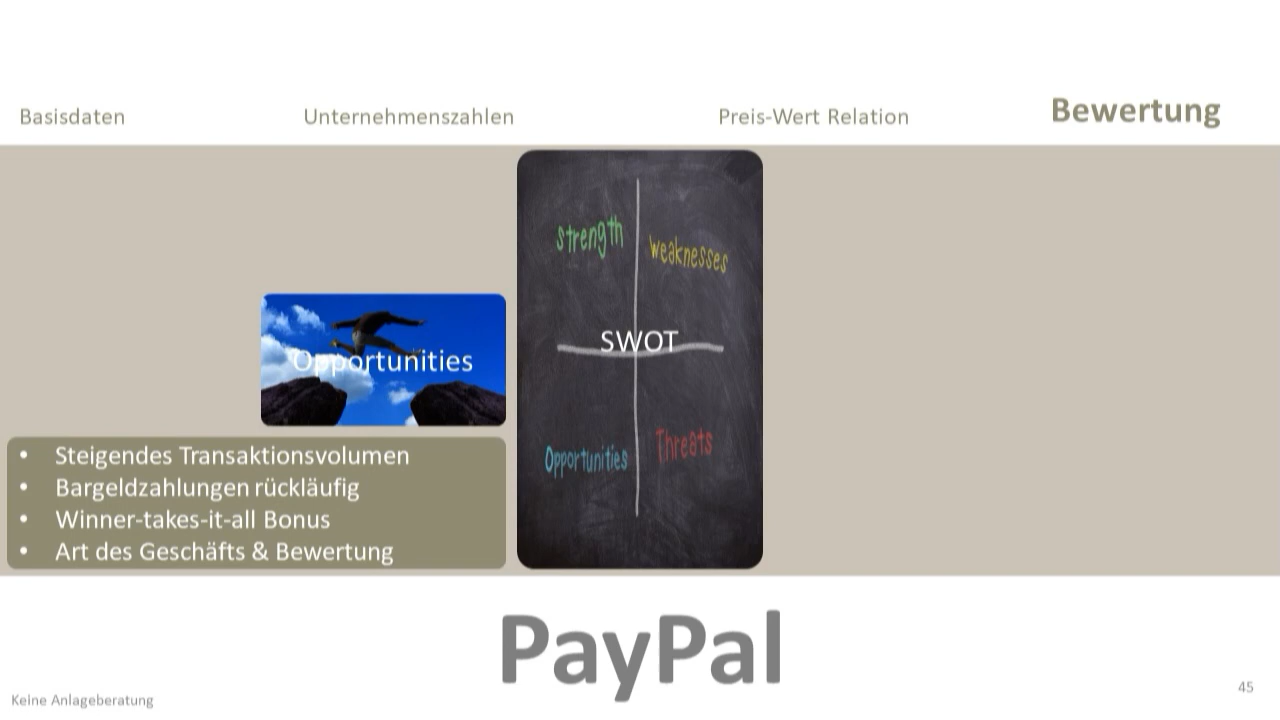 Basisdaten
Unternehmenszahlen
Preis-Wert Relation
Bewertung
strength
weaknesses
SWOT
Opportunities
Threats
Opportunities
• Steigendes Transaktionsvolumen
• Bargeldzahlungen rückläufig
• Winner-takes-it-all Bonus
• Art des Geschäfts & Bewertung
PayPal
Keine Anlageberatung
45